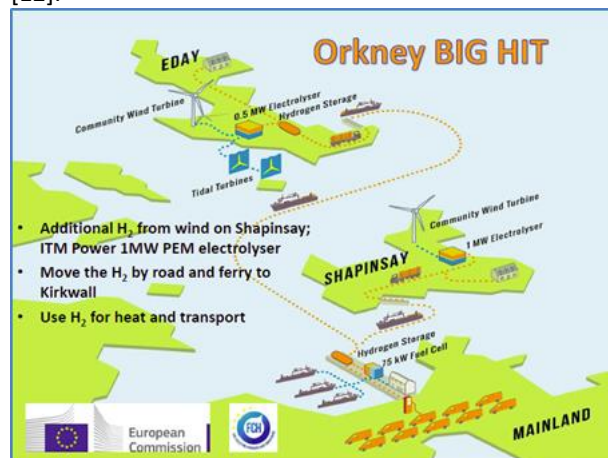 [11].
Orkney BIG HIT
EDAY
Community Wind Turbine
0.5 MW Electrolyser
Hydrogen Storage
Tidal Turbines
• Additional H₂ from wind on Shapinsay;
ITM Power 1MW PEM electrolyser
• Move the H₂ by road and ferry to
Kirkwall
• Use H₂ for heat and transport
Community Wind Turbine
1 MW Electrolyser
SHAPINSAY
Hydrogen Storage
75 kW Fuel Cell
MAINLAND
European
Commission
FCH